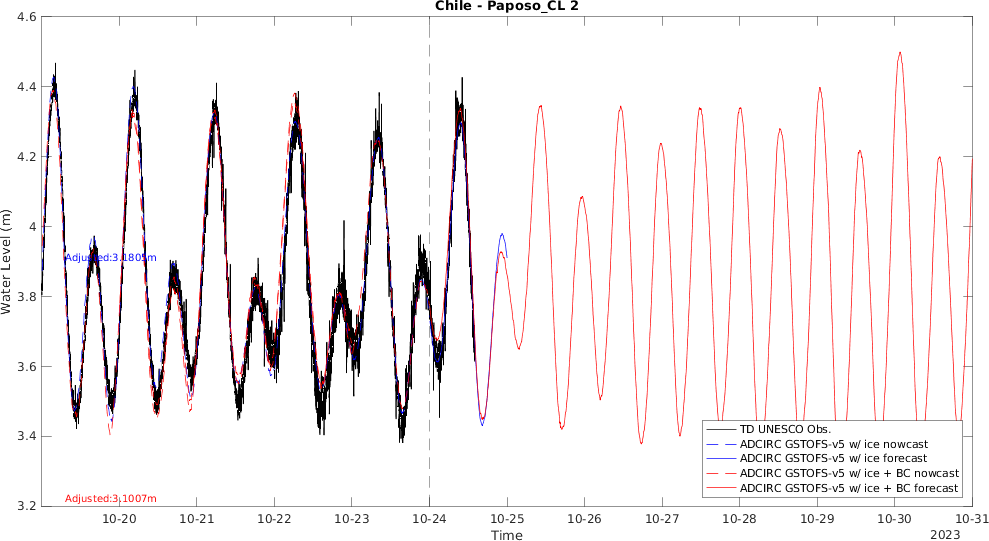 Chile - Paposo_CL 2
4.6
4.4
4.2
4
3.8
3.6
3.4
3.2
Water Level (m)
Adjusted:3.1805m
Adjusted:3.1007m
TD UNESCO Obs.
ADCIRC GSTOFS-v5 w/ ice nowcast
ADCIRC GSTOFS-v5 w/ ice forecast
ADCIRC GSTOFS-v5 w/ ice + BC nowcast
ADCIRC GSTOFS-v5 w/ ice + BC forecast
10-20 10-21 10-22 10-23 10-24 10-25 10-26 10-27 10-28 10-29 10-30 10-31
Time
2023